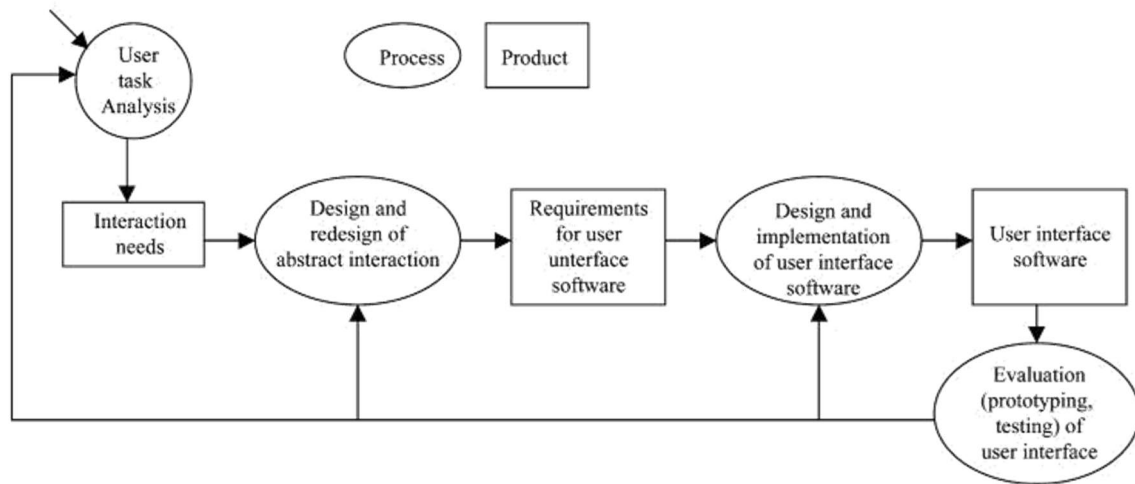 User
task
Analysis
Process
Product
Interaction
needs
Design and
redesign of
abstract interaction
Requirements
for user
unterface
software
Design and
implementation
of user interface
software
User interface
software
Evaluation
(prototyping,
testing) of
user interface